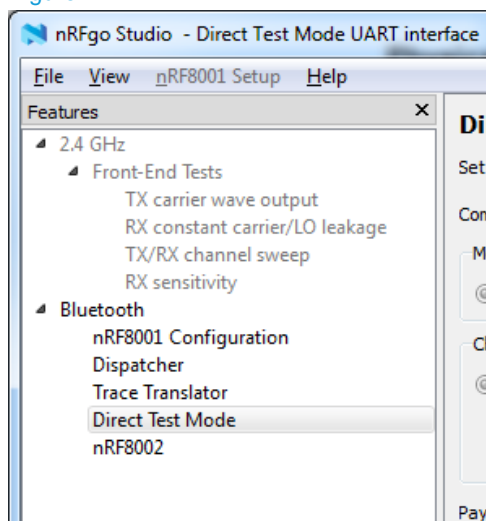 nRFgo Studio - Direct Test Mode UART interface
File View nRF8001 Setup Help
Features
Di
2.4 GHz
Set
Front-End Tests
TX carrier wave output
Com
RX constant carrier/LO leakage
TX/RX channel sweep
M
RX sensitivity
Bluetooth
nRF8001 Configuration
Dispatcher
Trace Translator
Direct Test Mode
nRF8002
Pay